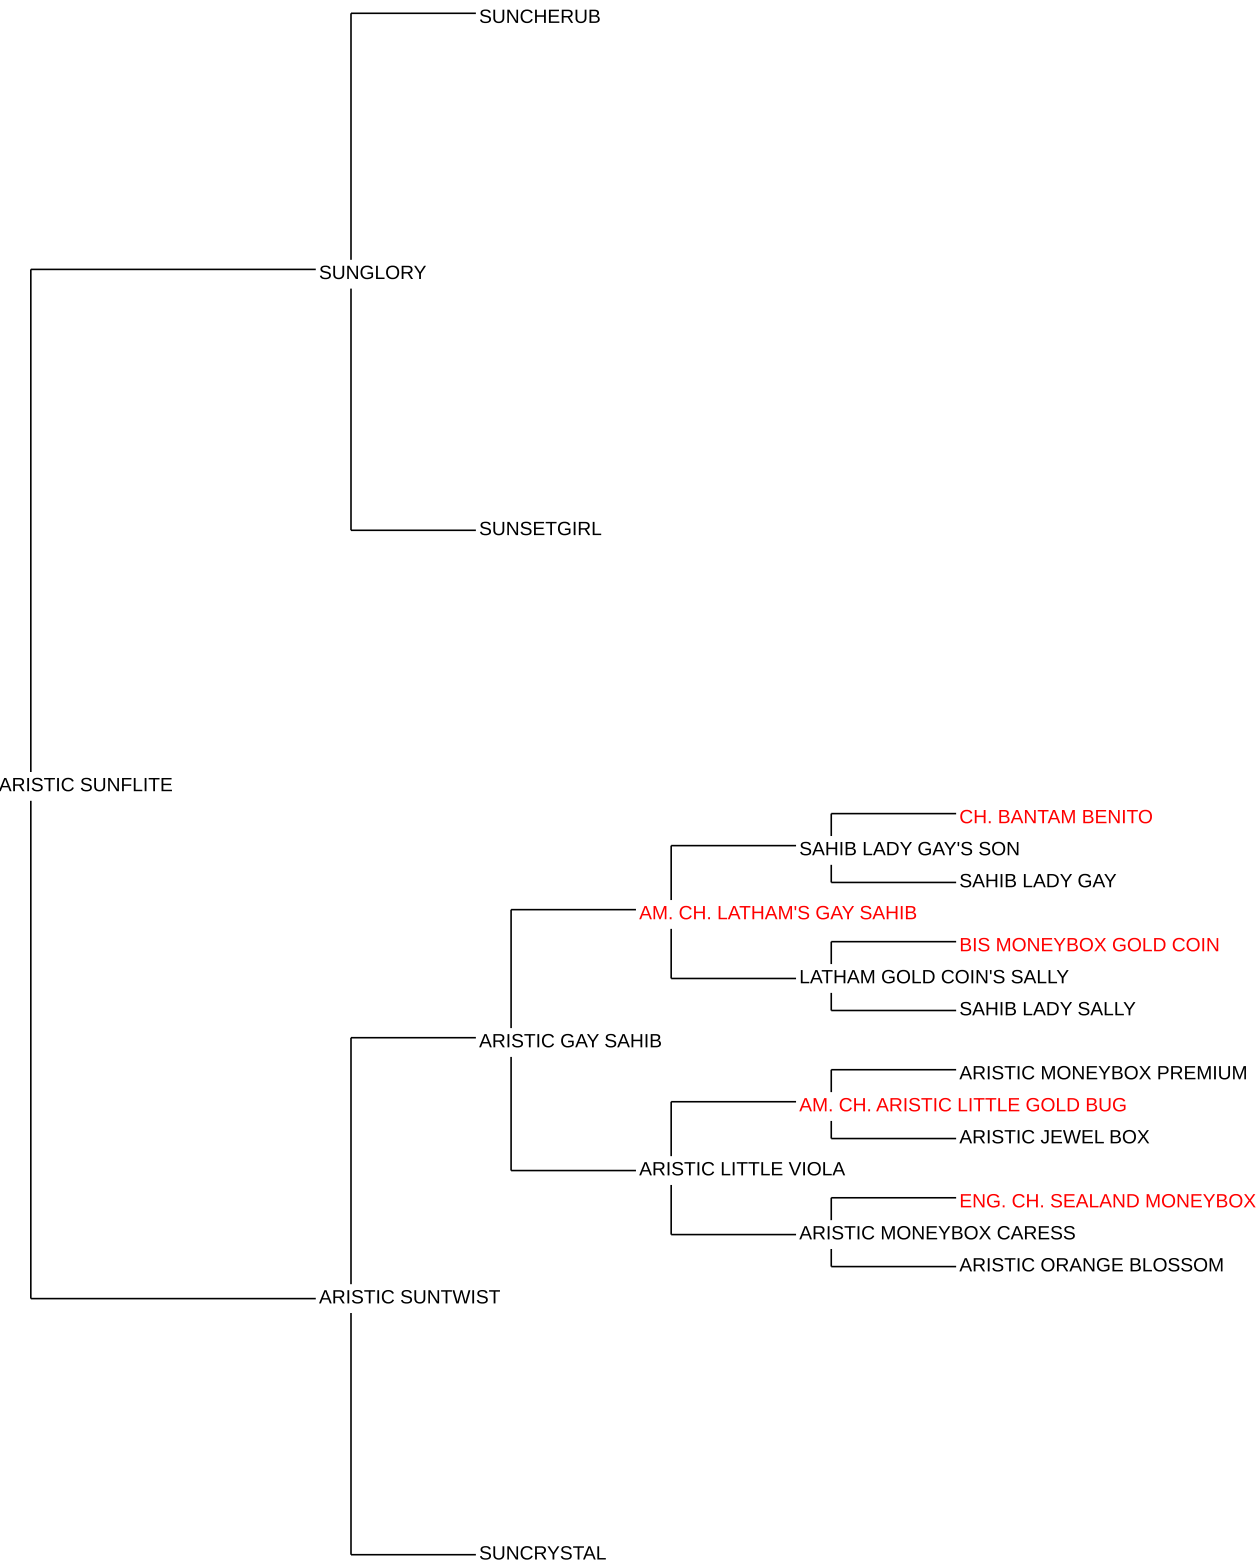 SUNCHERUB
SUNGLORY
SUNSETGIRL
ARISTIC SUNFLITE
CH. BANTAM BENITO
SAHIB LADY GAY'S SON
SAHIB LADY GAY
AM. CH. LATHAM'S GAY SAHIB
BIS MONEYBOX GOLD COIN
LATHAM GOLD COIN'S SALLY
SAHIB LADY SALLY
ARISTIC GAY SAHIB
ARISTIC MONEYBOX PREMIUM
AM. CH. ARISTIC LITTLE GOLD BUG
ARISTIC JEWEL BOX
ARISTIC LITTLE VIOLA
ENG. CH. SEALAND MONEYBOX
ARISTIC MONEYBOX CARESS
ARISTIC ORANGE BLOSSOM
ARISTIC SUNTWIST
SUNCRYSTAL